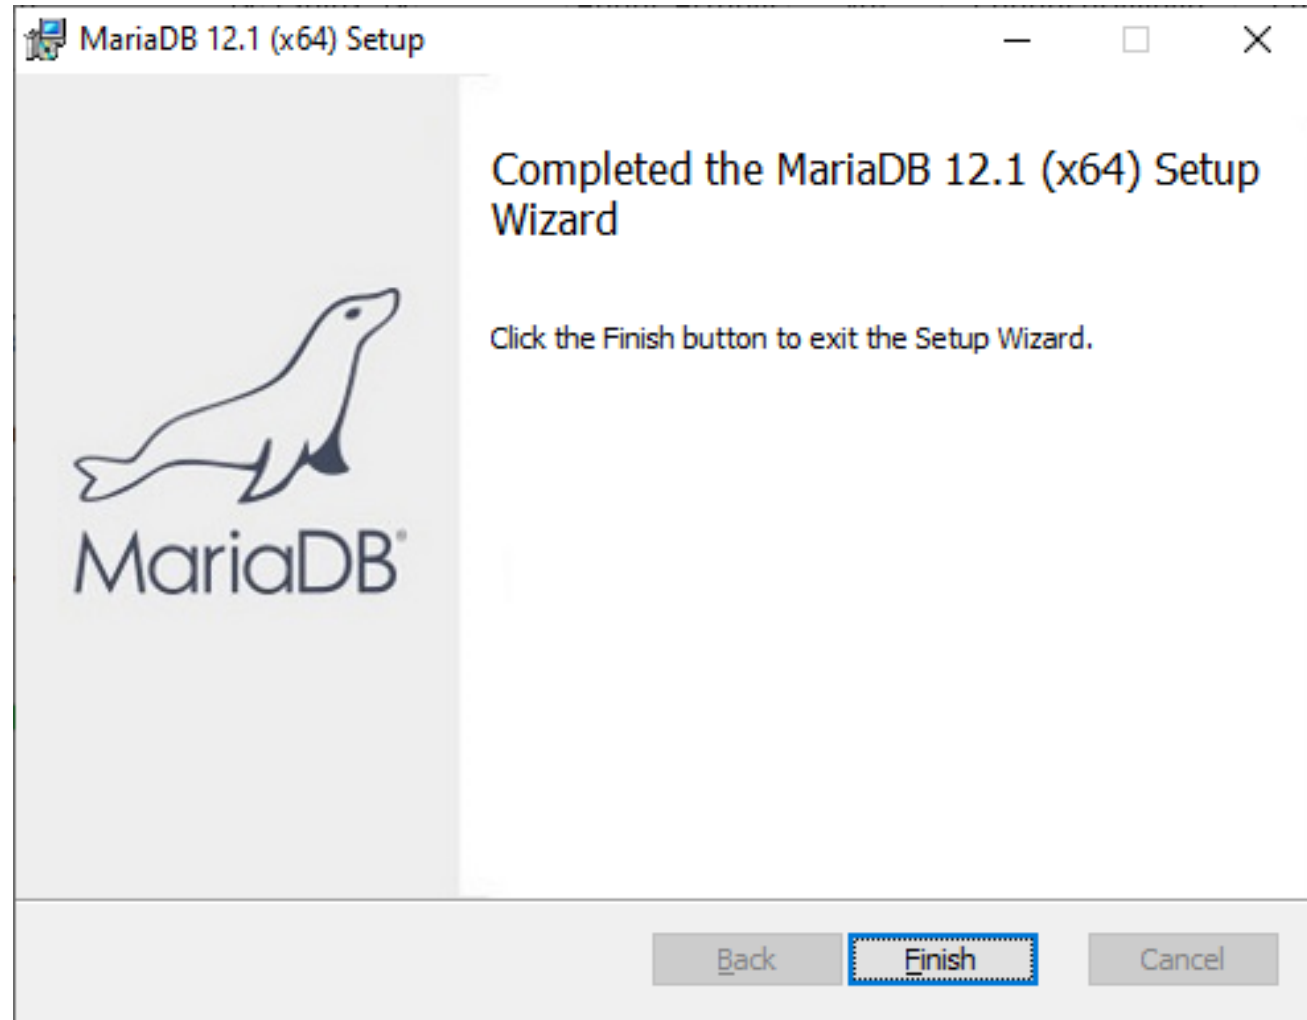 MariaDB 12.1 (x64) Setup
Completed the MariaDB 12.1 (x64) Setup
Wizard
Click the Finish button to exit the Setup Wizard.
MariaDB®
Back
Finish
Cancel